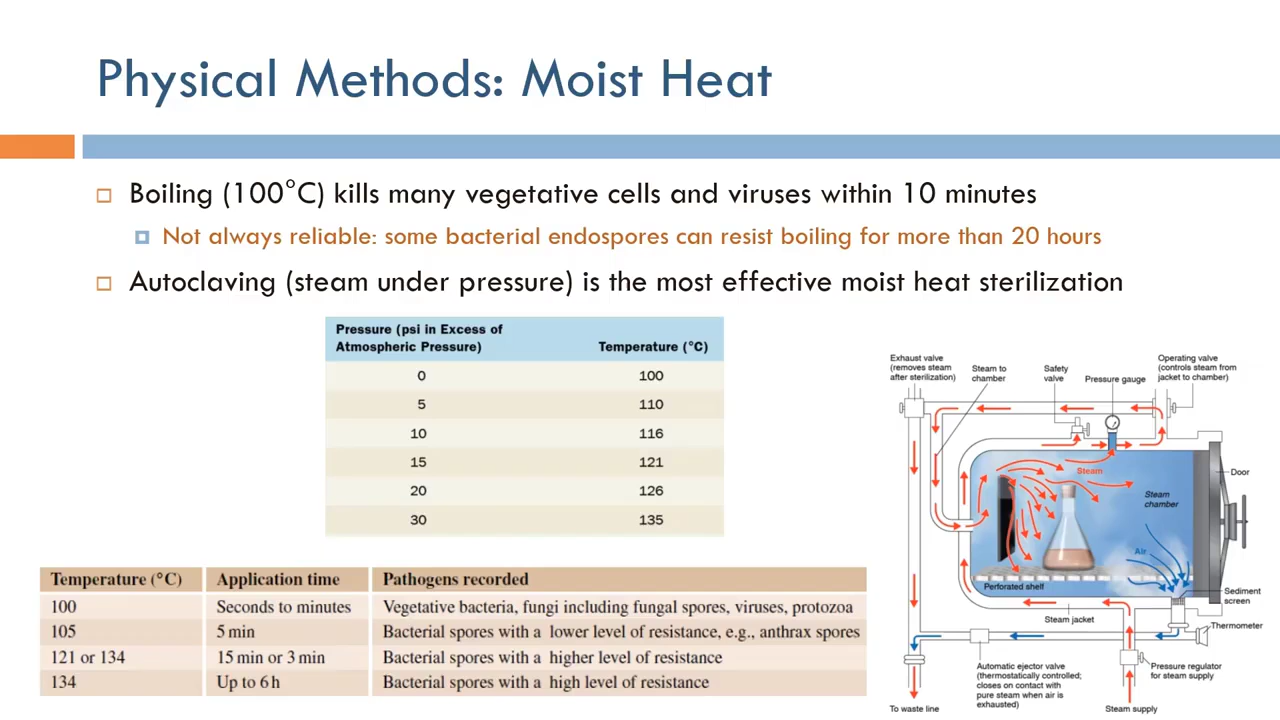 Physical Methods: Moist Heat
Boiling (100°C) kills many vegetative cells and viruses within 10 minutes
Not always reliable: some bacterial endospores can resist boiling for more than 20 hours
Autoclaving (steam under pressure) is the most effective moist heat sterilization
Pressure (psi in Excess of
Atmospheric Pressure) Temperature (°C)
0 100
5 110
10 116
15 121
20 126
30 135
Temperature (°C) Application time Pathogens recorded
100 Seconds to minutes Vegetative bacteria, fungi including fungal spores, viruses, protozoa
105 5 min Bacterial spores with a lower level of resistance, e.g., anthrax spores
121 or 134 15 min or 3 min Bacterial spores with a higher level of resistance
134 Up to 6 h Bacterial spores with a high level of resistance
Exhaust valve
(removes steam
after sterilization)
Steam to
chamber
Safety
valve
Pressure gauge
Operating valve
(controls steam from
jacket to chamber)
Steam
Door
Steam
chamber
Air
Perforated shelf
Sediment
screen
Steam jacket
Thermometer
Automatic ejector valve
(thermostatically controlled;
closes on contact with
pure steam when air is
exhausted)
Pressure regulator
for steam supply
To waste line
Steam supply